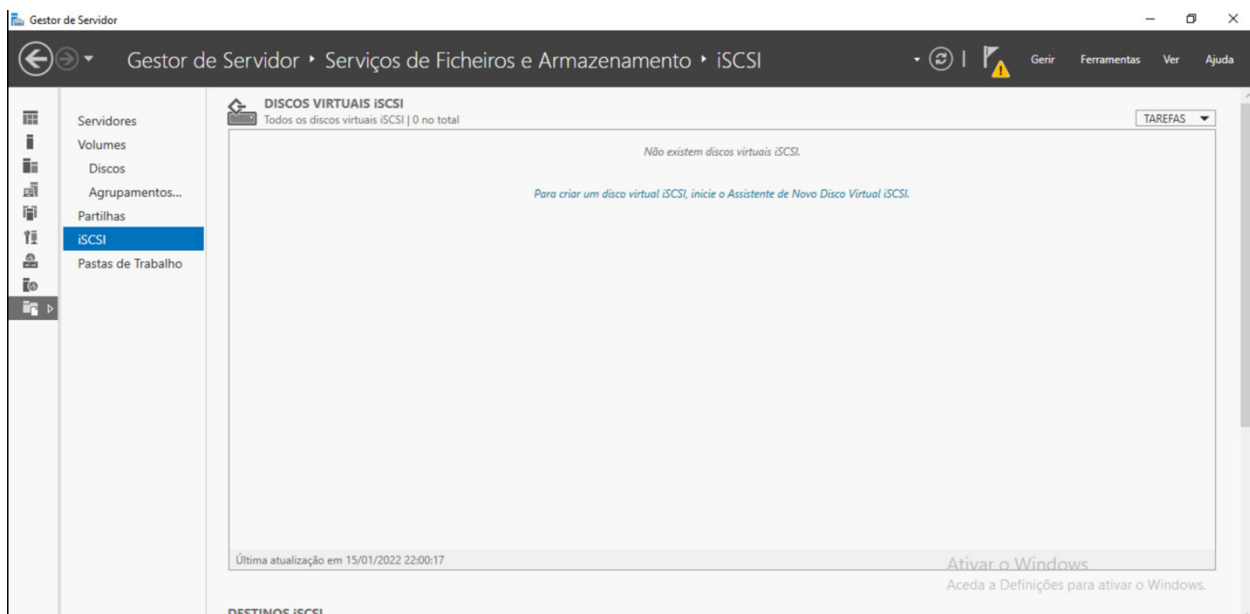 Gestor de Servidor
Gestor de Servidor ‣ Serviços de Ficheiros e Armazenamento ‣ iSCSI
Gerir Ferramentas Ver Ajuda
Servidores
Volumes
Discos
Agrupamentos...
Partilhas
iSCSI
Pastas de Trabalho
DISCOS VIRTUAIS iSCSI
Todos os discos virtuais iSCSI | 0 no total
TAREFAS
Não existem discos virtuais iSCSI.
Para criar um disco virtual iSCSI, inicie o Assistente de Novo Disco Virtual iSCSI.
Última atualização em 15/01/2022 22:00:17
Ativar o Windows
Aceda a Definições para ativar o Windows.
DESTINOS iSCSI